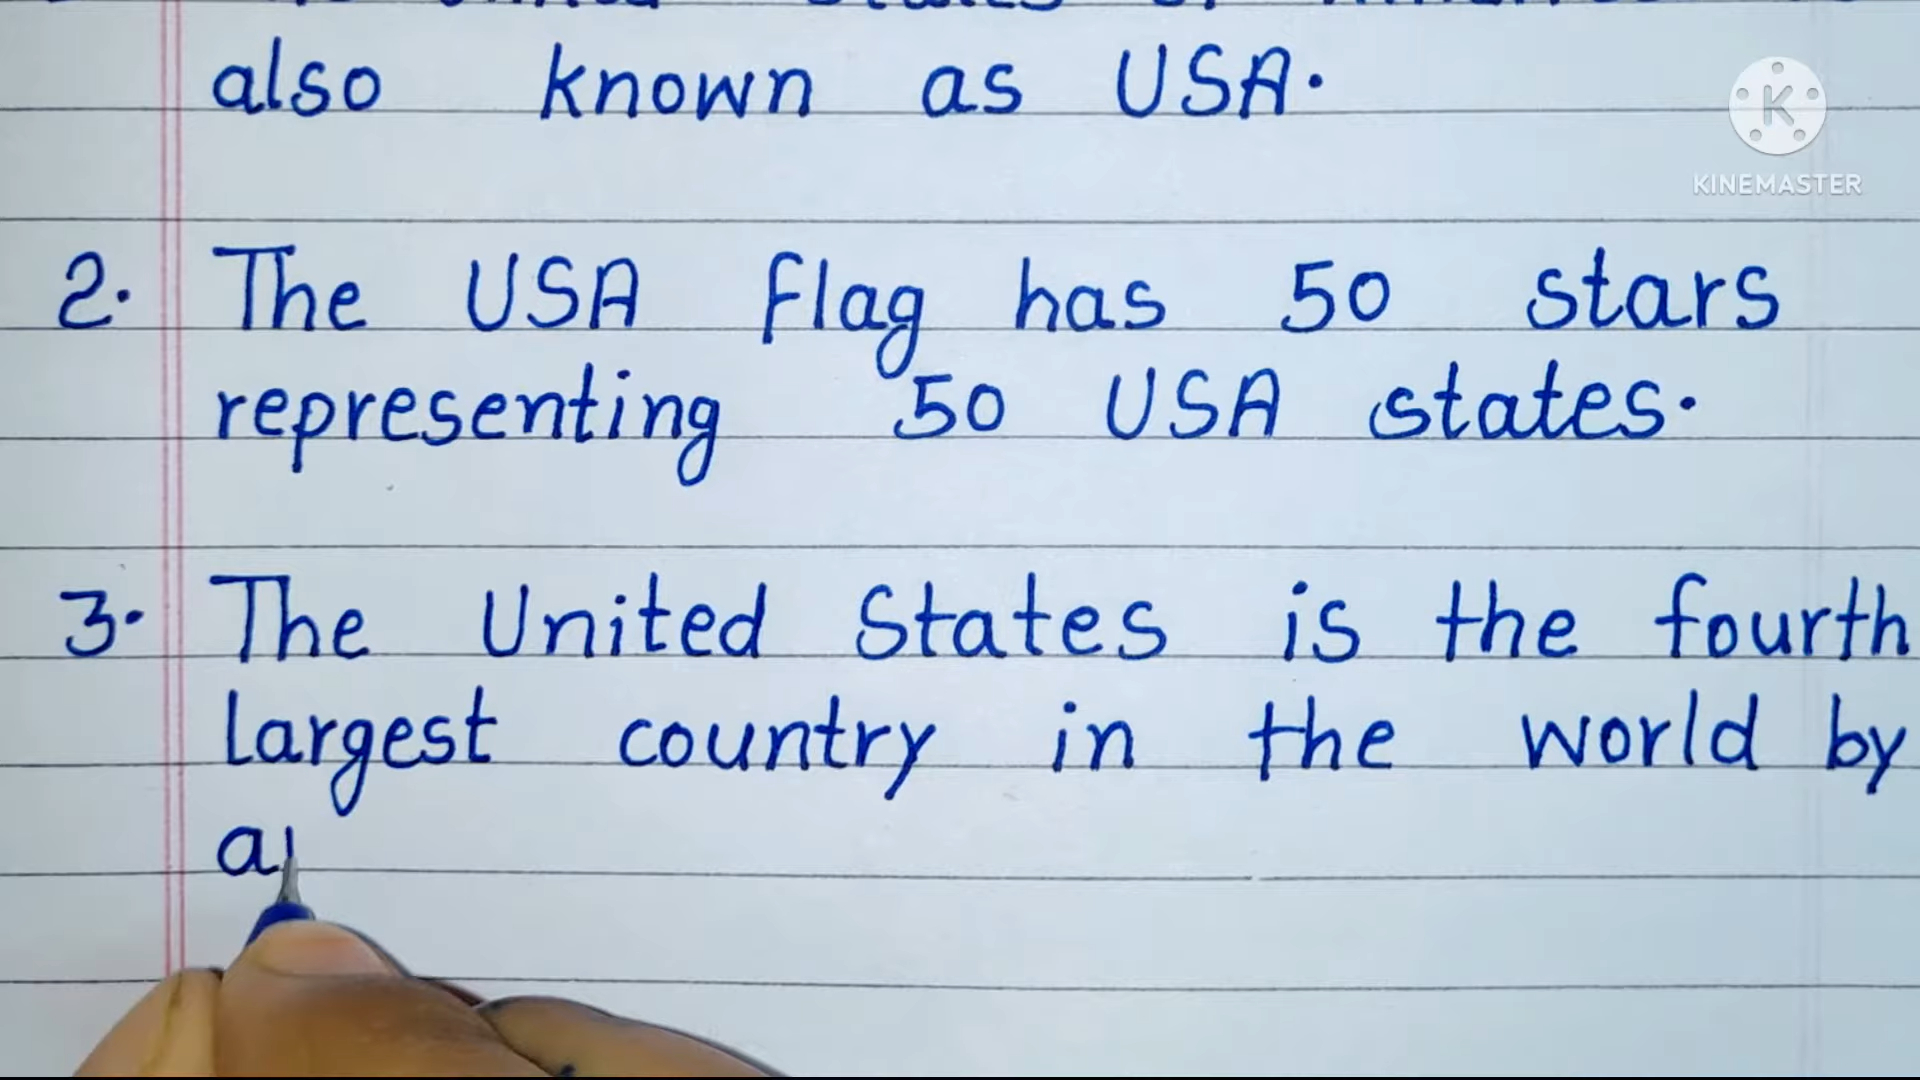 also known as USA.
KINEMASTER
2. The USA flag has 50 stars
representing 50 USA states.
3. The United States is the fourth
largest country in the world by